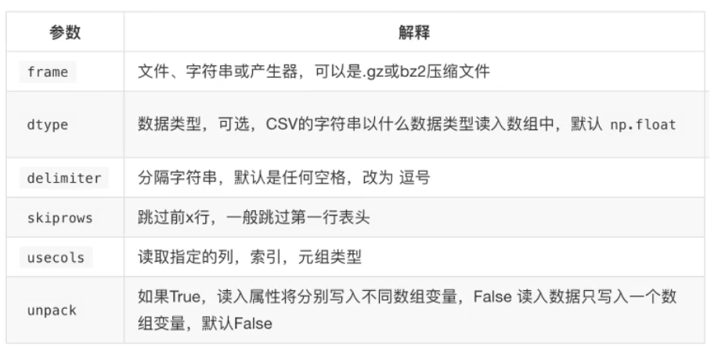 参数 解释
frame 文件、字符串或产生器，可以是.gz或bz2压缩文件
dtype 数据类型，可选，CSV的字符串以什么数据类型读入数组中，默认 np.float
delimiter 分隔字符串，默认是任何空格，改为 逗号
skiprows 跳过前x行，一般跳过第一行表头
usecols 读取指定的列，索引，元组类型
unpack 如果True，读入属性将分别写入不同数组变量，False 读入数据只写入一个数
组变量，默认False